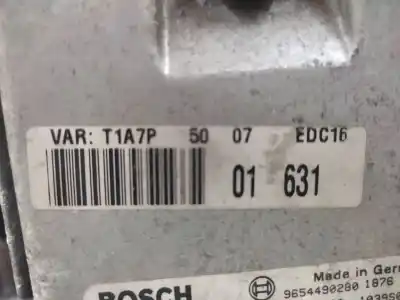 VAR: T1A7P 50 07 EDC16
01 631
Made in Ger
9654490280 1876
BOSCH